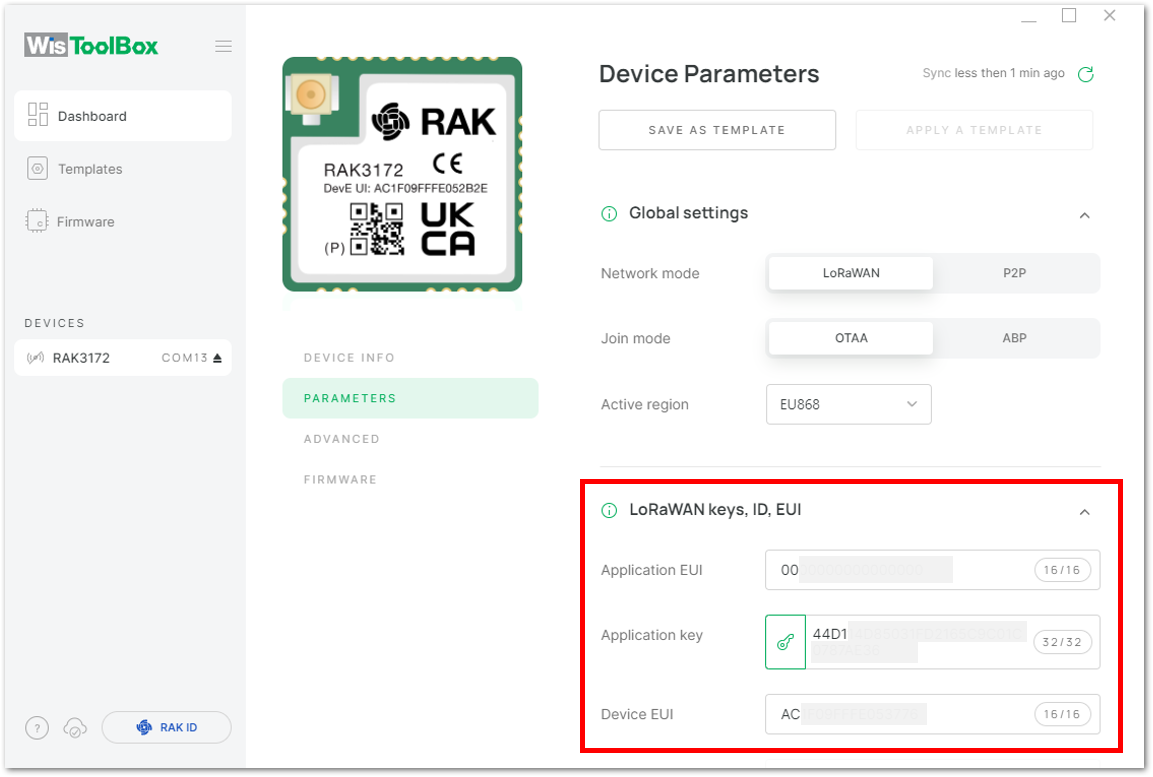 WisToolBox
Dashboard
Templates
Firmware
DEVICES
RAK3172 COM13
? RAK ID
RAK
RAK3172 CE
DevE UI: AC1F09FFFE052B2E
(P) UK
CA
DEVICE INFO
PARAMETERS
ADVANCED
FIRMWARE
Device Parameters Sync less then 1 min ago
SAVE AS TEMPLATE APPLY A TEMPLATE
Global settings
Network mode LoRaWAN P2P
Join mode OTAA ABP
Active region EU868
LoRaWAN keys, ID, EUI
Application EUI 00 16/16
Application key 44D1 32/32
Device EUI AC 16/16